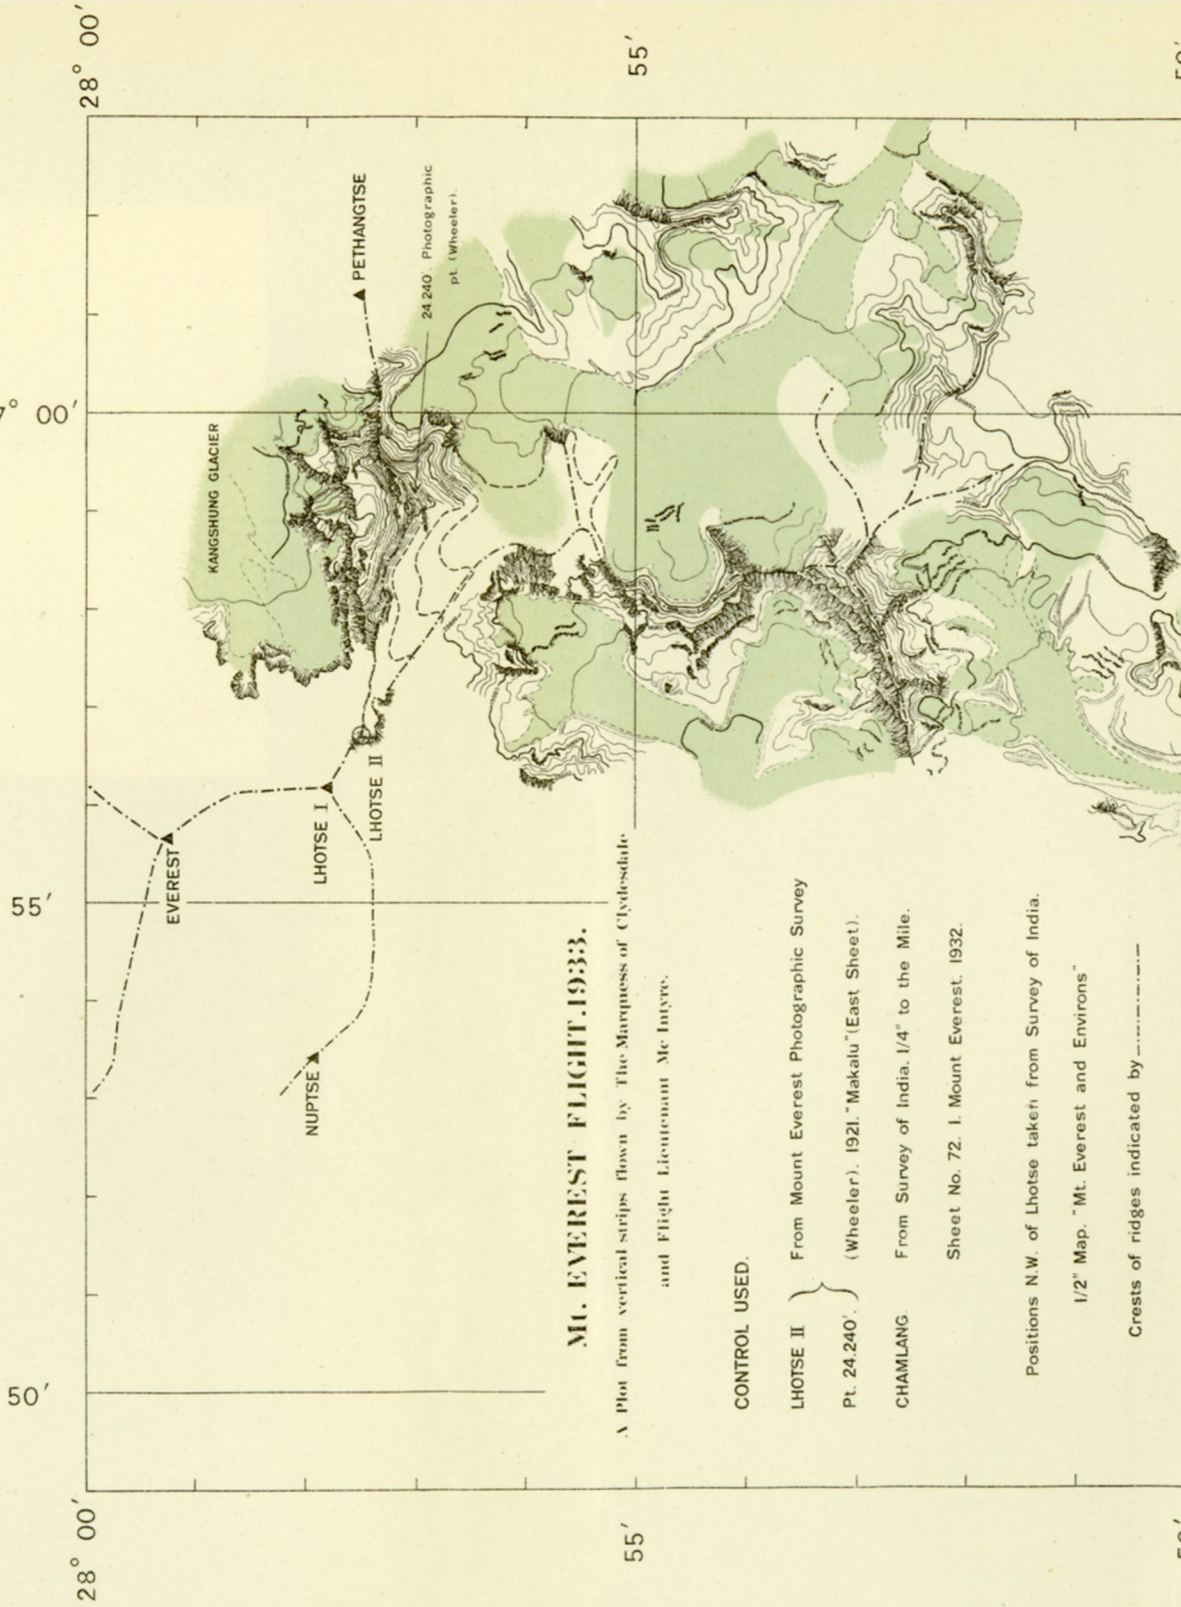 28° 00′
55′
PETHANGTSE
24 240′. Photographic
pt. (Wheeler).
7° 00′
KANGSHUNG GLACIER
EVEREST
LHOTSE I
LHOTSE II
55′
NUPTSE
50′
28° 00′
55′
Mt. EVEREST FLIGHT. 1933.
A Plot from vertical strips flown by The Marquess of Clydesdale
and Flight Lieutenant Mc Intyre.
CONTROL USED.
LHOTSE II } From Mount Everest Photographic Survey
Pt. 24.240′. (Wheeler). 1921. "Makalu" (East Sheet).
CHAMLANG. From Survey of India. 1/4" to the Mile.
Sheet No. 72. I. Mount Everest. 1932.
Positions N.W. of Lhotse taken from Survey of India.
1/2" Map. "Mt. Everest and Environs"
Crests of ridges indicated by